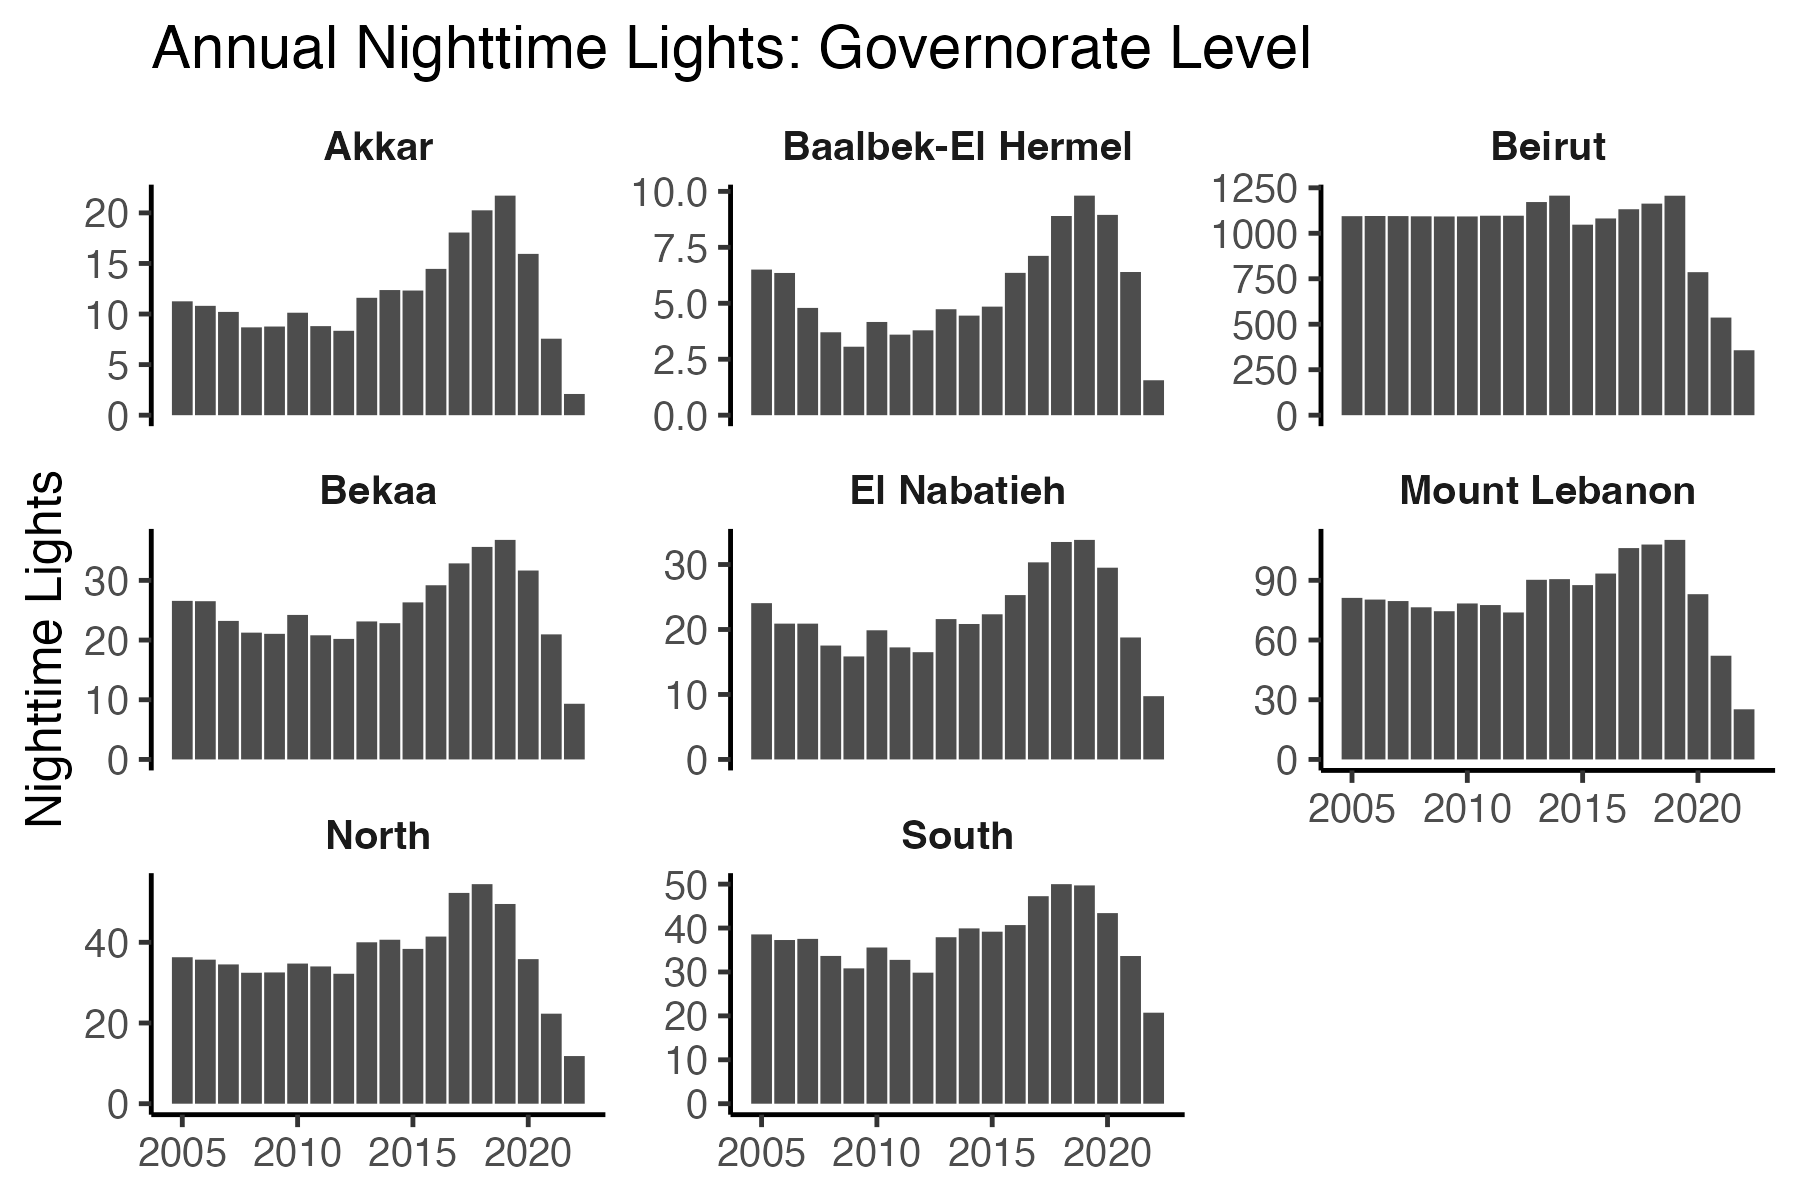 Annual Nighttime Lights: Governorate Level
Akkar
Baalbek-El Hermel
Beirut
20
15
10
5
0
10.0
7.5
5.0
2.5
0.0
1250
1000
750
500
250
0
Nighttime Lights
Bekaa
El Nabatieh
Mount Lebanon
30
20
10
0
30
20
10
0
90
60
30
0
2005 2010 2015 2020
North
South
40
20
0
2005 2010 2015 2020
50
40
30
20
10
0
2005 2010 2015 2020